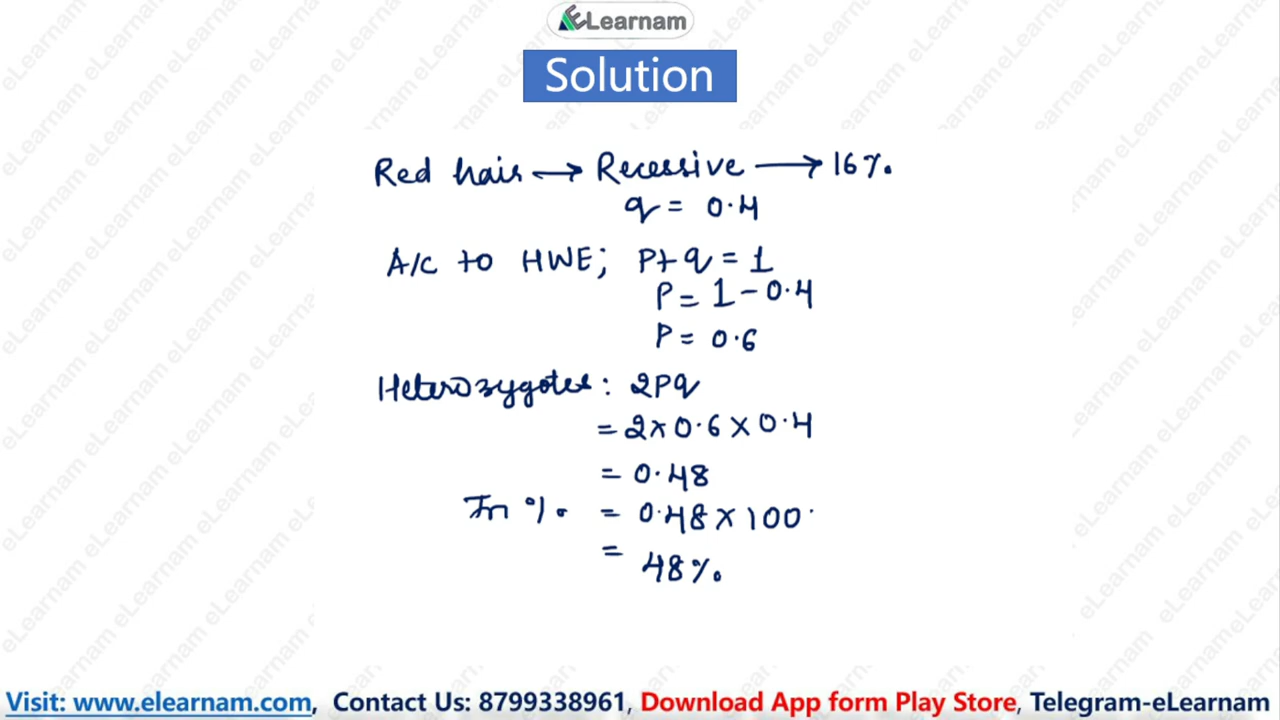 ELearnam
Solution
Red hair → Recessive → 16%.
q = 0.4
A/C to HWE; P+q = 1
P = 1 - 0.4
P = 0.6
Heterozygotes : 2Pq
= 2 x 0.6 x 0.4
= 0.48
In % = 0.48 x 100
= 48%.
Visit: www.elearnam.com, Contact Us: 8799338961, Download App form Play Store, Telegram-eLearnam